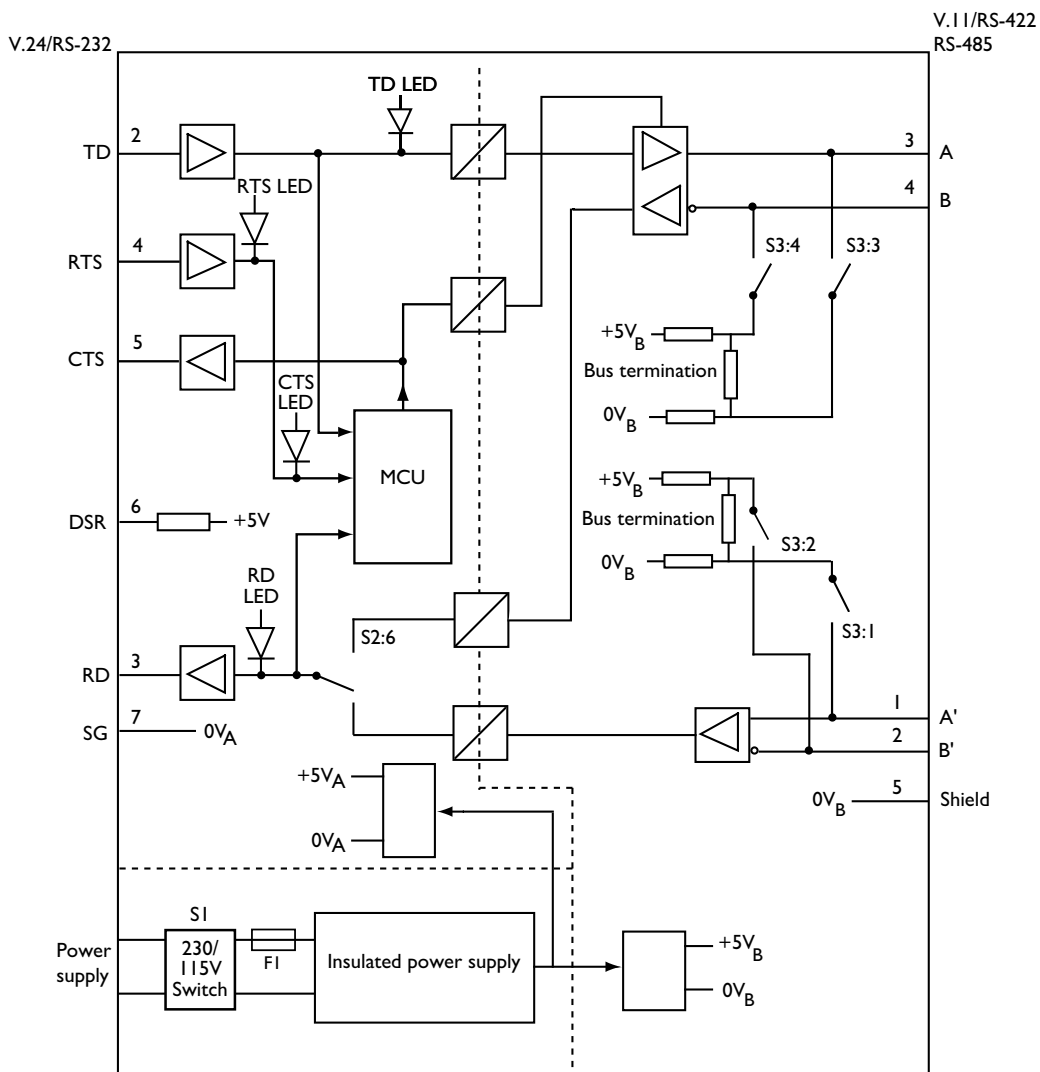 V.11/RS-422
V.24/RS-232
RS-485
TD LED
2
TD
3
A
4
B
RTS LED
4
RTS
S3:4
S3:3
5
CTS
+5VB
Bus termination
CTS
LED
0VB
MCU
+5VB
6
DSR
+5V
Bus termination
S3:2
0VB
RD
LED
S2:6
S3:1
3
RD
7
SG
0VA
1
A'
2
B'
+5VA
5
0VB
Shield
0VA
S1
Power
supply
230/
115V
Switch
F1
Insulated power supply
+5VB
0VB